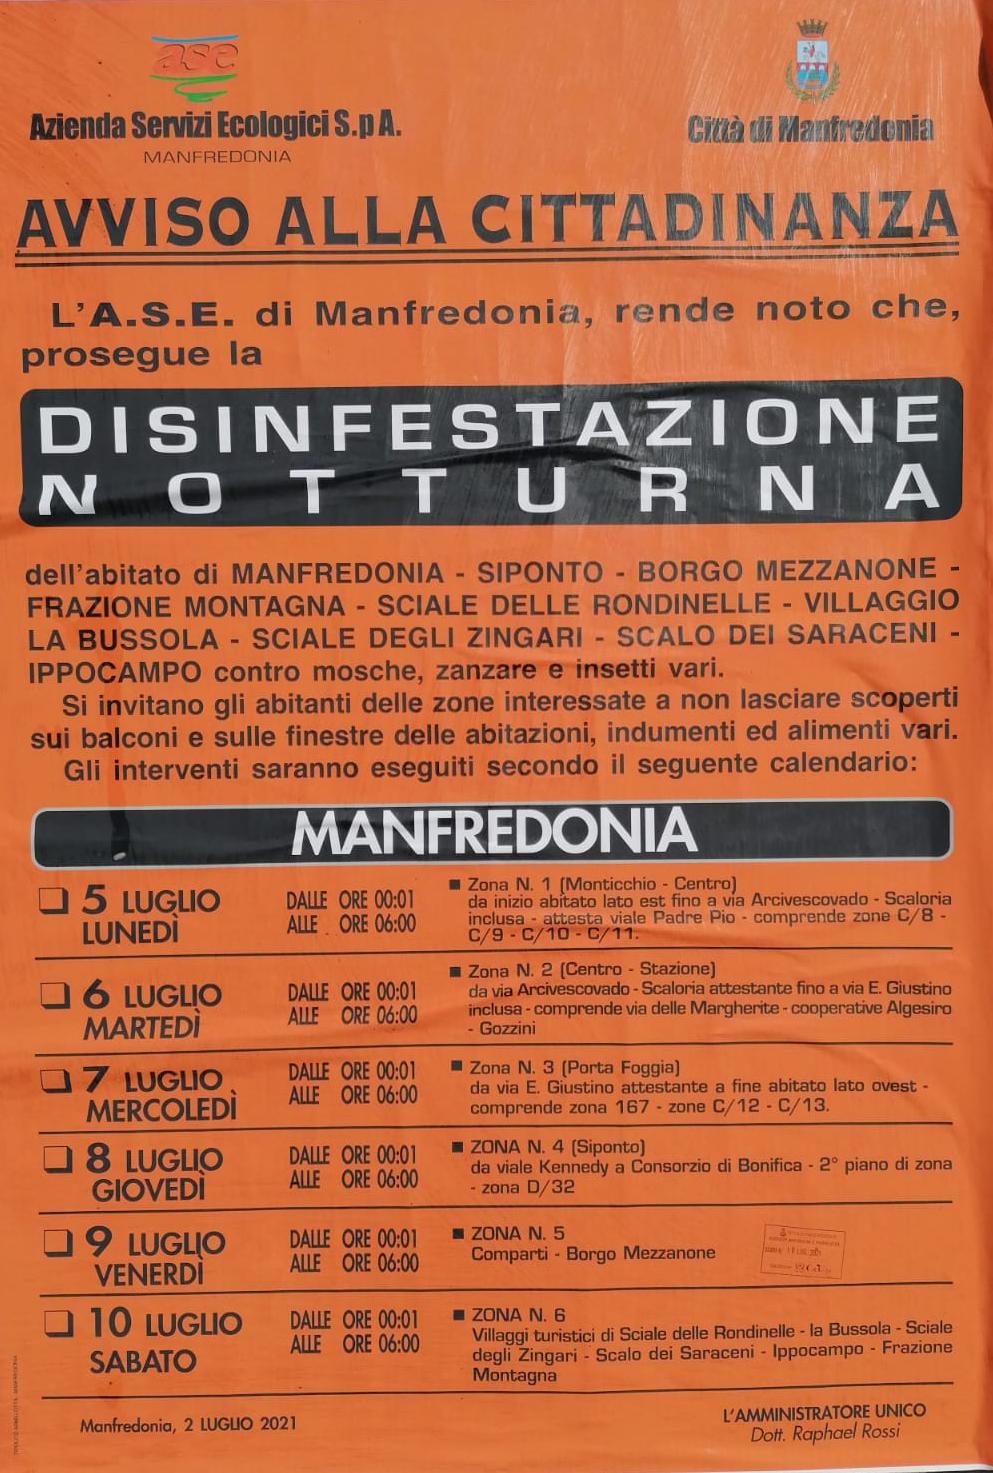 ase
Azienda Servizi Ecologici S.p A.
MANFREDONIA
Città di Manfredonia
AVVISO ALLA CITTADINANZA
L'A.S.E. di Manfredonia, rende noto che,
prosegue la
DISINFESTAZIONE
NOTTURNA
dell'abitato di MANFREDONIA - SIPONTO - BORGO MEZZANONE -
FRAZIONE MONTAGNA - SCIALE DELLE RONDINELLE - VILLAGGIO
LA BUSSOLA - SCIALE DEGLI ZINGARI - SCALO DEI SARACENI -
IPPOCAMPO contro mosche, zanzare e insetti vari.
Si invitano gli abitanti delle zone interessate a non lasciare scoperti
sui balconi e sulle finestre delle abitazioni, indumenti ed alimenti vari.
Gli interventi saranno eseguiti secondo il seguente calendario:
MANFREDONIA
❏ 5 LUGLIO
LUNEDÌ
DALLE ORE 00:01
ALLE ORE 06:00
■ Zona N. 1 (Monticchio - Centro)
da inizio abitato lato est fino a via Arcivescovado - Scaloria
inclusa - attesta viale Padre Pio - comprende zone C/8 -
C/9 - C/10 - C/11.
❏ 6 LUGLIO
MARTEDÌ
DALLE ORE 00:01
ALLE ORE 06:00
■ Zona N. 2 (Centro - Stazione)
da via Arcivescovado - Scaloria attestante fino a via E. Giustino
inclusa - comprende via delle Margherite - cooperative Algesiro
- Gozzini
❏ 7 LUGLIO
MERCOLEDÌ
DALLE ORE 00:01
ALLE ORE 06:00
■ Zona N. 3 (Porta Foggia)
da via E. Giustino attestante a fine abitato lato ovest -
comprende zona 167 - zone C/12 - C/13.
❏ 8 LUGLIO
GIOVEDÌ
DALLE ORE 00:01
ALLE ORE 06:00
■ ZONA N. 4 (Siponto)
da viale Kennedy a Consorzio di Bonifica - 2° piano di zona
- zona D/32
❏ 9 LUGLIO
VENERDÌ
DALLE ORE 00:01
ALLE ORE 06:00
■ ZONA N. 5
Comparti - Borgo Mezzanone
❏ 10 LUGLIO
SABATO
DALLE ORE 00:01
ALLE ORE 06:00
■ ZONA N. 6
Villaggi turistici di Sciale delle Rondinelle - la Bussola - Sciale
degli Zingari - Scalo dei Saraceni - Ippocampo - Frazione
Montagna
Manfredonia, 2 LUGLIO 2021
L'AMMINISTRATORE UNICO
Dott. Raphael Rossi